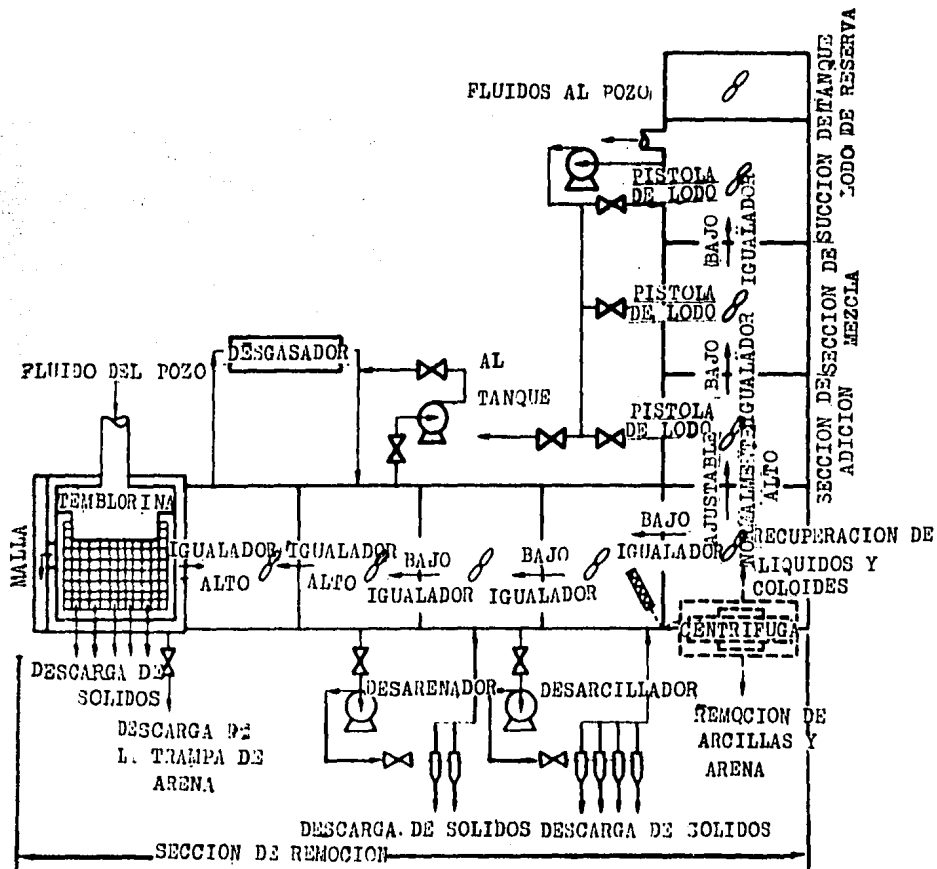 FLUIDOS AL POZO
SECCION DE SUCCION
TANQUE
LODO DE RESERVA
PISTOLA
DE LODO
BAJO
IGUALADOR
PISTOLA
DE LODO
SECCION DE
MEZCLA
BAJO
IGUALADOR
PISTOLA
DE LODO
SECCION DE
ADICION
AJUSTABLE
NORMALMENTE
ALTO
DESGASADOR
AL
TANQUE
FLUIDO DEL POZO
TEMBLORINA
MALLA
IGUALADOR
ALTO
IGUALADOR
ALTO
BAJO
IGUALADOR
BAJO
IGUALADOR
BAJO
IGUALADOR
RECUPERACION DE
LIQUIDOS Y
COLOIDES
CENTRIFUGA
DESCARGA DE
SOLIDOS
DESCARGA DE
TRAMPA DE
ARENA
DESARENADOR
DESARCILLADOR
REMOCION DE
ARCILLAS Y
ARENA
DESCARGA. DE SOLIDOS
DESCARGA DE SOLIDOS
SECCION DE REMOCION